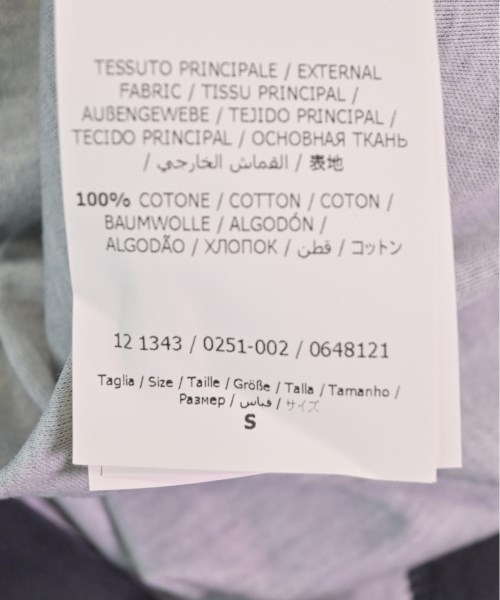 TESSUTO PRINCIPALE / EXTERNAL
FABRIC / TISSU PRINCIPAL /
AUßENGEWEBE / TEJIDO PRINCIPAL /
TECIDO PRINCIPAL / ОСНОВНАЯ ТКАНЬ
/ القماش الخارجي / 表地
100% COTONE / COTTON / COTON /
BAUMWOLLE / ALGODÓN /
ALGODÃO / ХЛОПОК / قطن / コットン
12 1343 / 0251-002 / 0648121
Taglia / Size / Taille / Größe / Talla / Tamanho /
Размер / قياس / サイズ
S